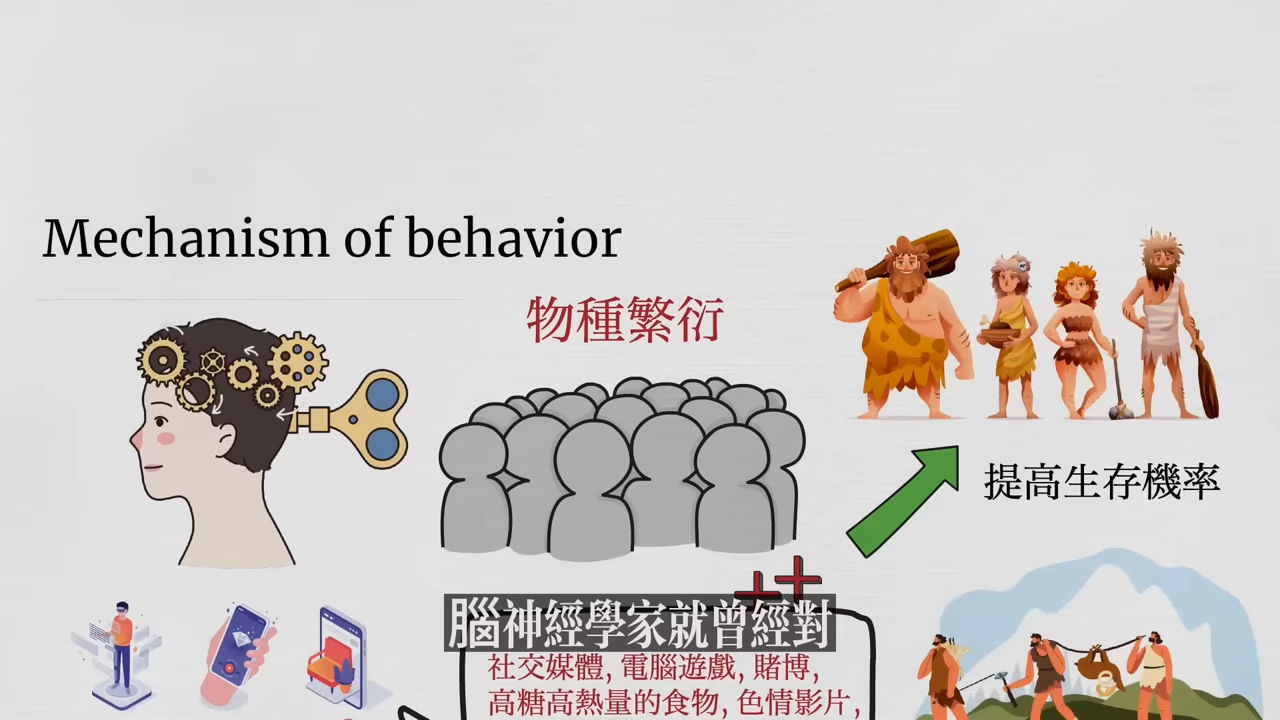 Mechanism of behavior
物種繁衍
提高生存機率
腦神經學家就曾經對
社交媒體, 電腦遊戲, 賭博,
高糖高熱量的食物, 色情影片,